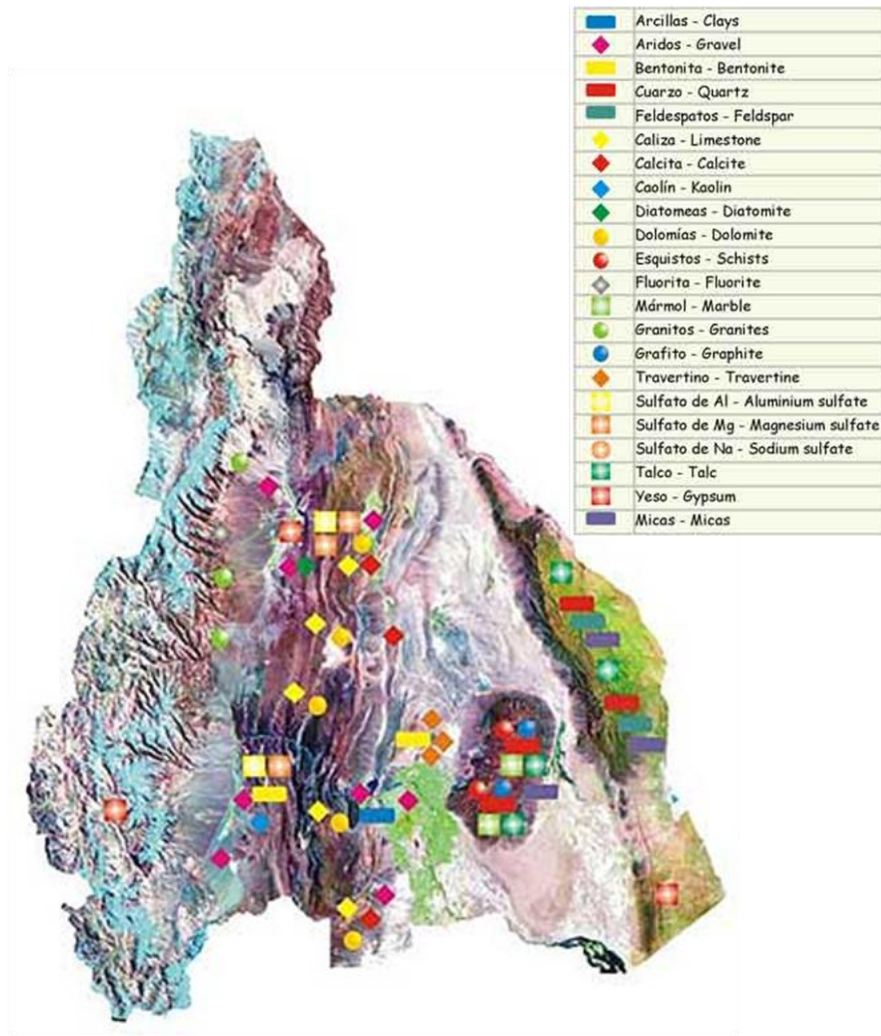 Arcillas - Clays
Aridos - Gravel
Bentonita - Bentonite
Cuarzo - Quartz
Feldespatos - Feldspar
Caliza - Limestone
Calcita - Calcite
Caolín - Kaolin
Diatomeas - Diatomite
Dolomías - Dolomite
Esquistos - Schists
Fluorita - Fluorite
Mármol - Marble
Granitos - Granites
Grafito - Graphite
Travertino - Travertine
Sulfato de Al - Aluminium sulfate
Sulfato de Mg - Magnesium sulfate
Sulfato de Na - Sodium sulfate
Talco - Talc
Yeso - Gypsum
Micas - Micas